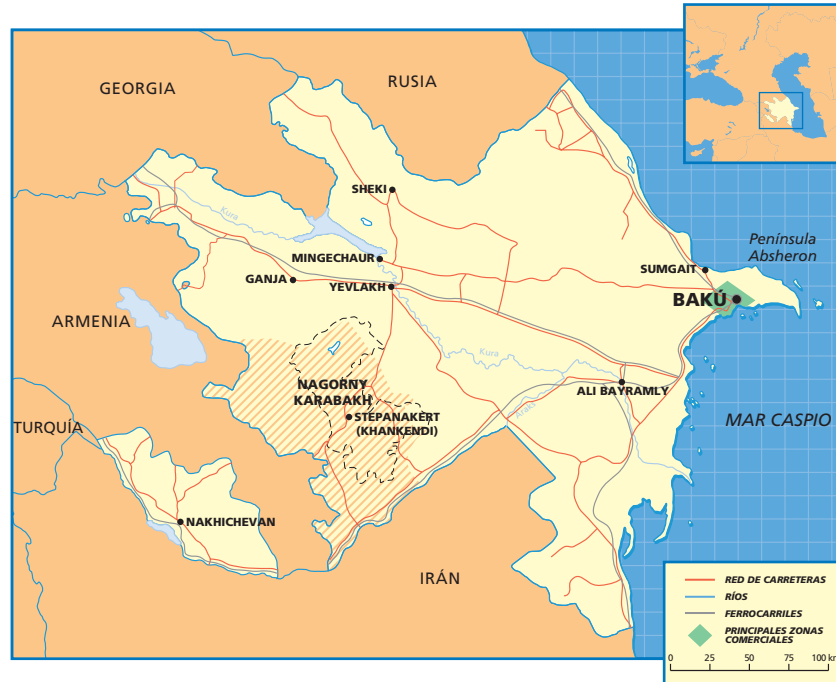 GEORGIA
RUSIA
SHEKI
Kura
MINGECHAUR
GANJA
YEVLAKH
Península
Absheron
SUMGAIT
BAKÚ
ARMENIA
Kura
NAGORNY
KARABAKH
ALI BAYRAMLY
Araks
STEPANAKERT
(KHANKENDI)
MAR CASPIO
TURQUÍA
NAKHICHEVAN
IRÁN
RED DE CARRETERAS
RÍOS
FERROCARRILES
PRINCIPALES ZONAS
COMERCIALES
0 25 50 75 100 km